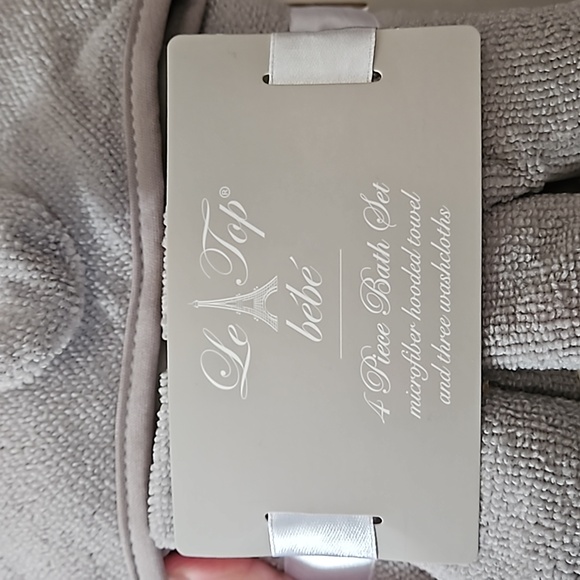 Le Top®
bébé
4 Piece Bath Set
microfiber hooded towel
and three washcloths